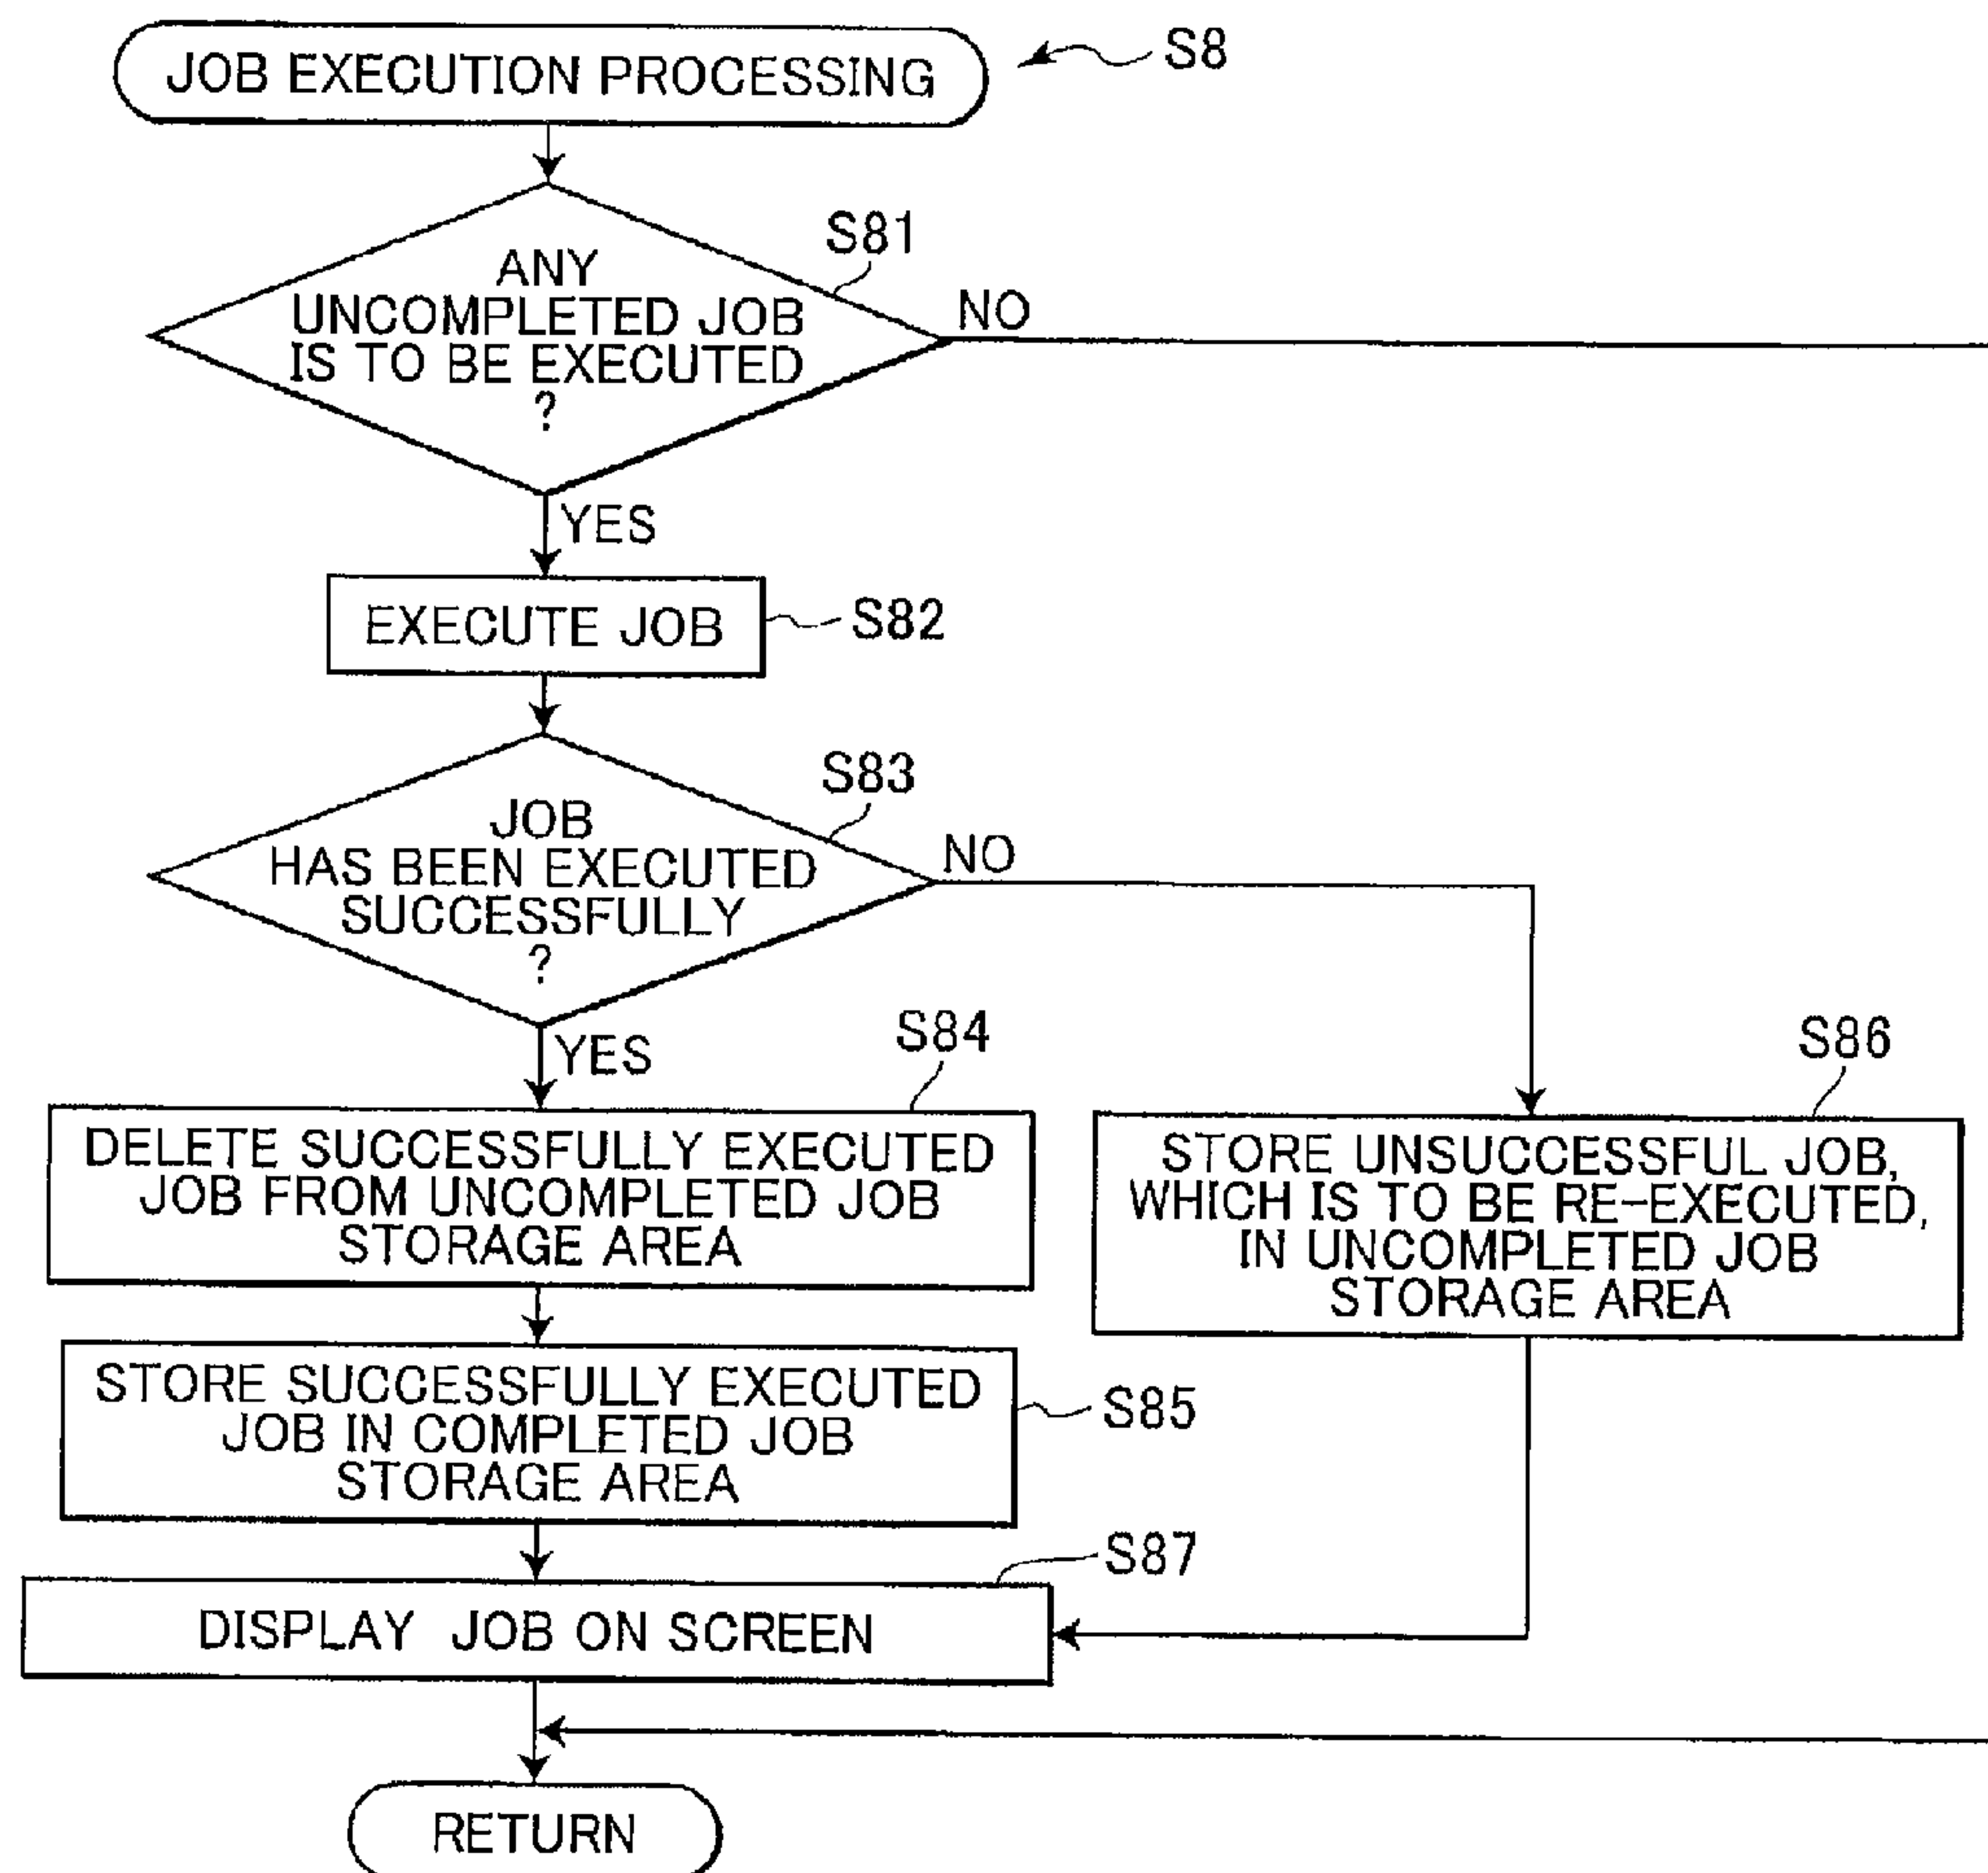 JOB EXECUTION PROCESSING
S8
S81
ANY
UNCOMPLETED JOB
IS TO BE EXECUTED
?
NO
YES
EXECUTE JOB
S82
S83
JOB
HAS BEEN EXECUTED
SUCCESSFULLY
?
NO
YES
S84
DELETE SUCCESSFULLY EXECUTED
JOB FROM UNCOMPLETED JOB
STORAGE AREA
S86
STORE UNSUCCESSFUL JOB,
WHICH IS TO BE RE-EXECUTED,
IN UNCOMPLETED JOB
STORAGE AREA
STORE SUCCESSFULLY EXECUTED
JOB IN COMPLETED JOB
STORAGE AREA
S85
S87
DISPLAY JOB ON SCREEN
RETURN